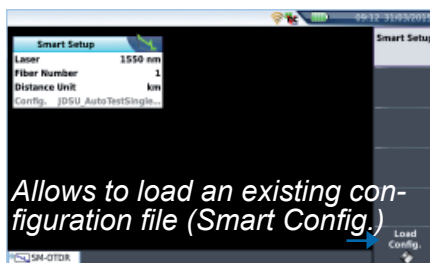 09:12 31/03/2015
Smart Setup
Smart Setup
Laser 1550 nm
Fiber Number 1
Distance Unit km
Config. JDSU_AutoTestSingle...
Allows to load an existing con-
figuration file (Smart Config.)
Load
Config.
SM-OTDR